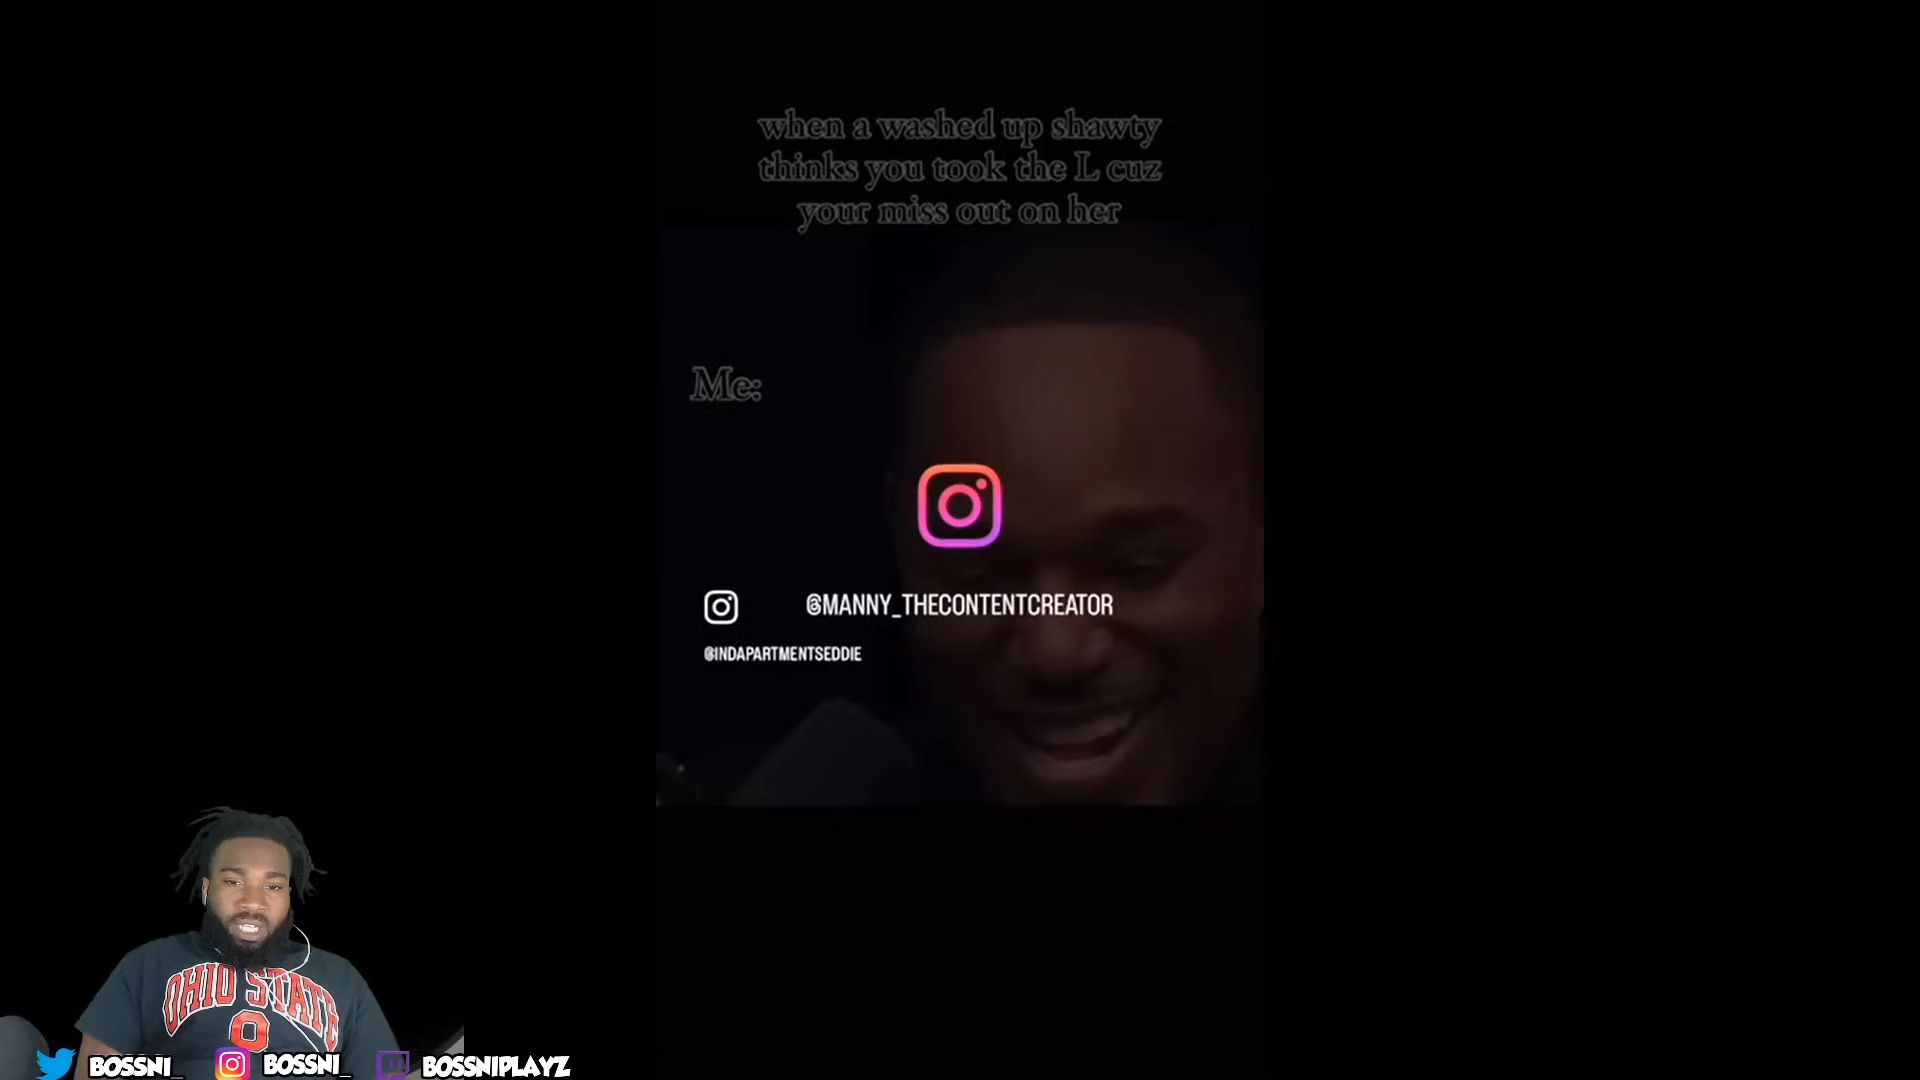 when a washed up shawty
thinks you took the L cuz
your miss out on her
Me:
@MANNY_THECONTENTCREATOR
@INDAPARTMENTSEDDIE
OHIO STATE
O
BOSSNI_
BOSSNI_
BOSSNIPLAYZ